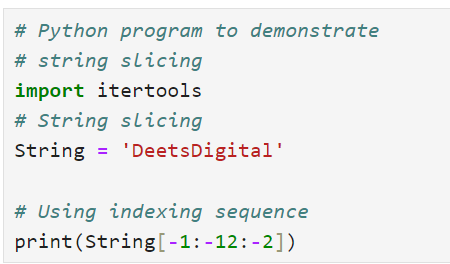 # Python program to demonstrate
# string slicing
import itertools
# String slicing
String = 'DeetsDigital'

# Using indexing sequence
print(String[-1:-12:-2])